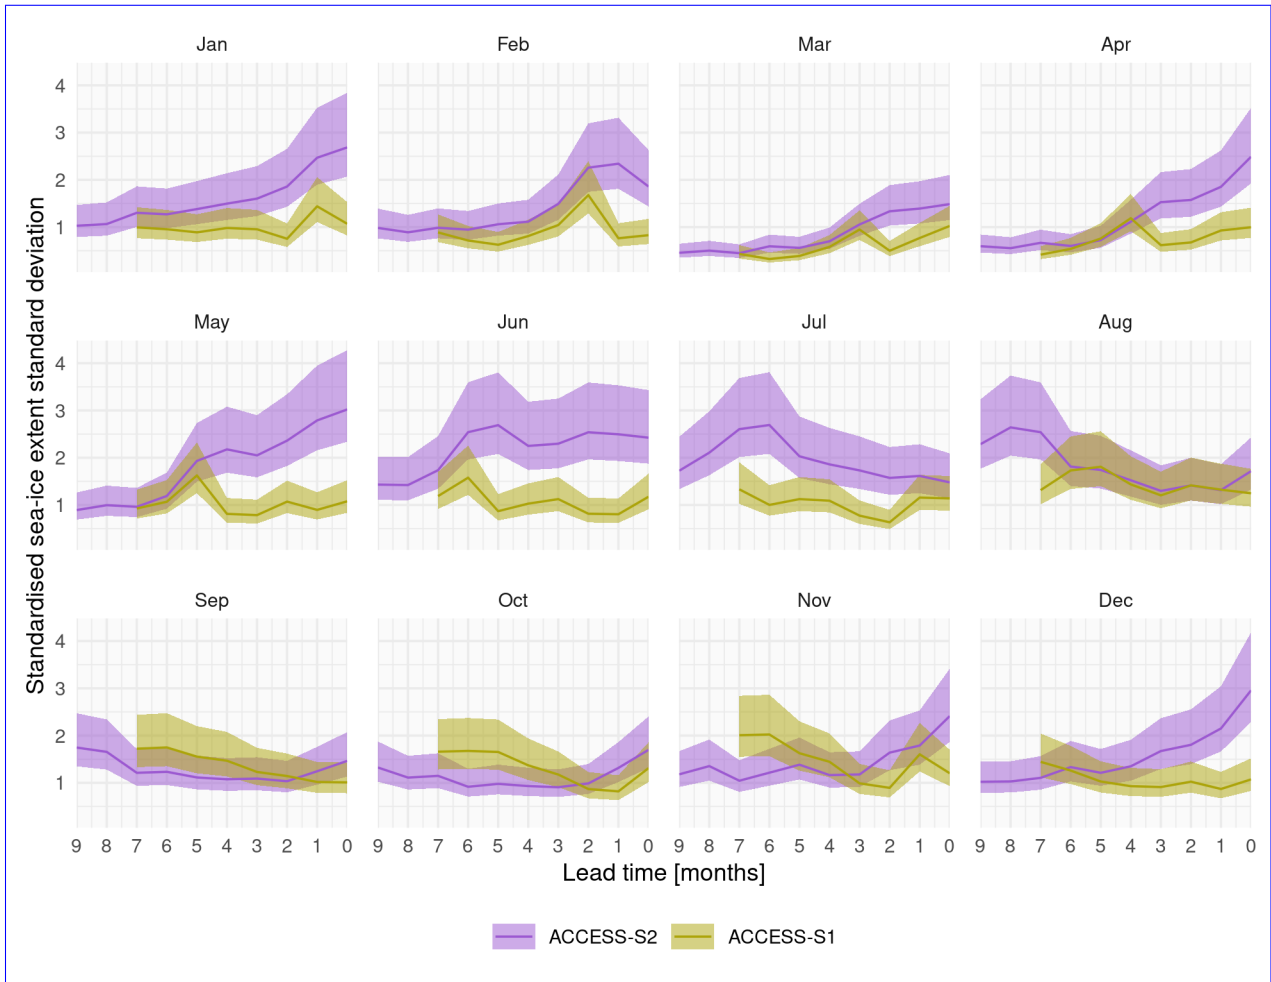 Jan Feb Mar Apr
4
3
2
1
May Jun Jul Aug
4
3
2
1
Sep Oct Nov Dec
4
3
2
1
9 8 7 6 5 4 3 2 1 0 9 8 7 6 5 4 3 2 1 0 9 8 7 6 5 4 3 2 1 0 9 8 7 6 5 4 3 2 1 0
Standardised sea-ice extent standard deviation
Lead time [months]
ACCESS-S2 ACCESS-S1